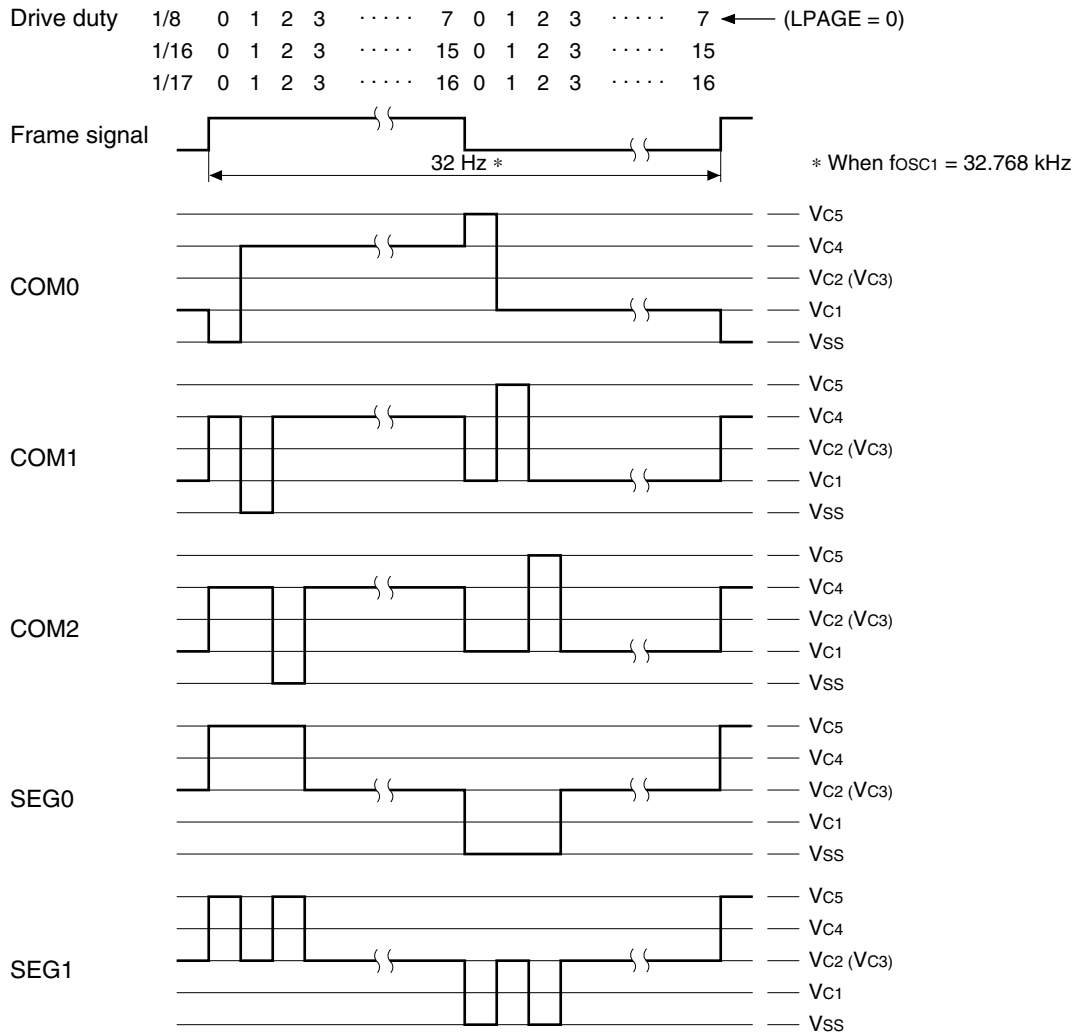 Drive duty 1/8 0 1 2 3 ····· 7 0 1 2 3 ····· 7 (LPAGE = 0)
1/16 0 1 2 3 ····· 15 0 1 2 3 ····· 15
1/17 0 1 2 3 ····· 16 0 1 2 3 ····· 16
Frame signal
32 Hz * * When fOSC1 = 32.768 kHz
VC5
VC4
COM0 VC2 (VC3)
VC1
VSS
VC5
VC4
COM1 VC2 (VC3)
VC1
VSS
VC5
VC4
COM2 VC2 (VC3)
VC1
VSS
VC5
VC4
SEG0 VC2 (VC3)
VC1
VSS
VC5
VC4
SEG1 VC2 (VC3)
VC1
VSS